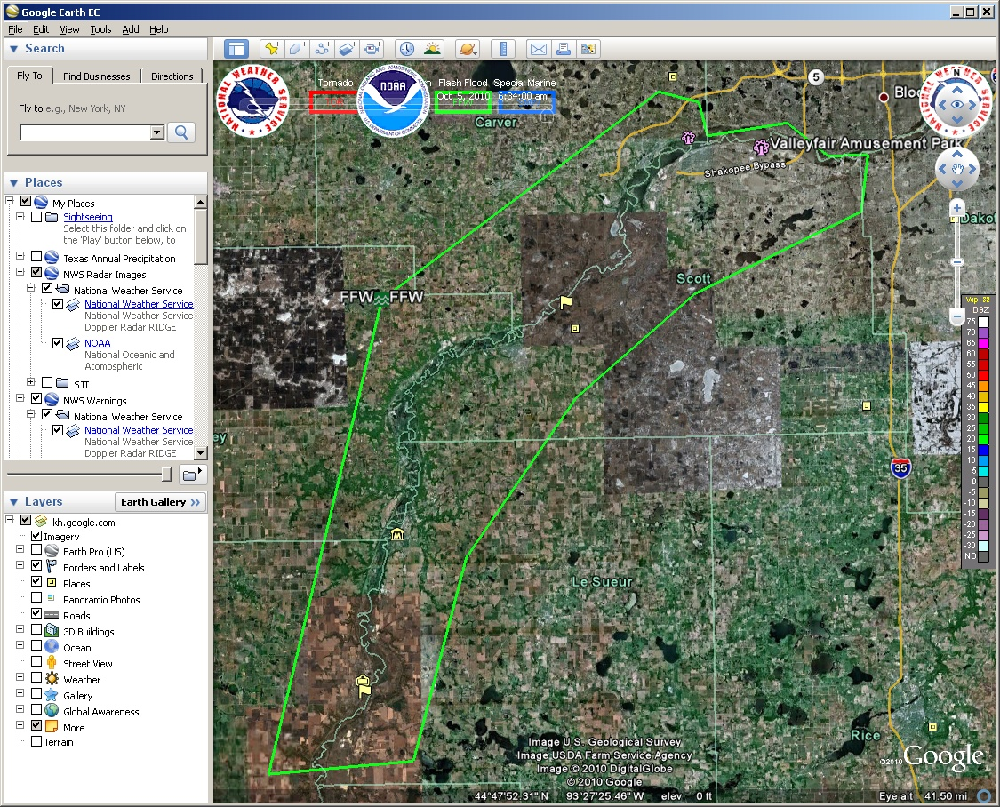 Google Earth EC
File Edit View Tools Add Help
Search
Fly To Find Businesses Directions
Fly to e.g., New York, NY
Places
My Places
Sightseeing
Select this folder and click on
the 'Play' button below, to
Texas Annual Precipitation
NWS Radar Images
National Weather Service
National Weather Service
National Weather Service
Doppler Radar RIDGE
NOAA
National Oceanic and
Atomospheric
SJT
NWS Warnings
National Weather Service
National Weather Service
National Weather Service
Doppler Radar RIDGE
Layers
Earth Gallery >>
kh.google.com
Imagery
Earth Pro (US)
Borders and Labels
Places
Panoramio Photos
Roads
3D Buildings
Ocean
Street View
Weather
Gallery
Global Awareness
More
Terrain
NATIONAL WEATHER SERVICE
Tornado
NOAA
Flash Flood Special Marine
Oct 5, 2010 6:34:00 am
Carver
5
Bloo
N
Valleyfair Amusement Park
Shakopee Bypass
Dakot
Scott
FFW FFW
Vcp: 32
DBZ
75
70
65
60
55
50
45
40
35
30
25
20
15
10
5
0
-5
-10
-15
-20
-25
-30
ND
ey
35
M
Le Sueur
Rice
Image U.S. Geological Survey
Image USDA Farm Service Agency
Image © 2010 DigitalGlobe
© 2010 Google
©2010 Google
44°47'52.31" N 93°27'25.46" W elev 0 ft
Eye alt 41.50 mi